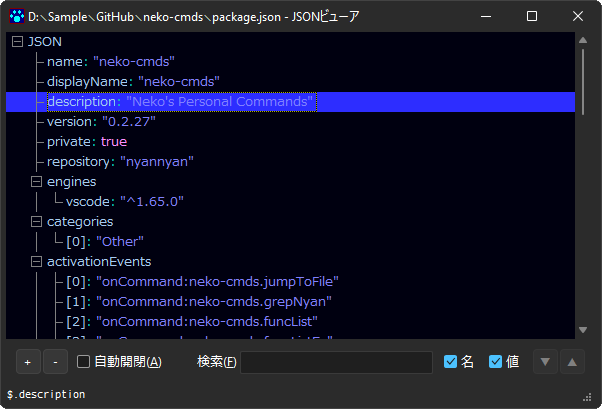 D:\Sample\GitHub\neko-cmds\package.json - JSONビューア
JSON
name: "neko-cmds"
displayName: "neko-cmds"
description: "Neko's Personal Commands"
version: "0.2.27"
private: true
repository: "nyannyan"
engines
vscode: "^1.65.0"
categories
[0]: "Other"
activationEvents
[0]: "onCommand:neko-cmds.jumpToFile"
[1]: "onCommand:neko-cmds.grepNyan"
[2]: "onCommand:neko-cmds.funcList"
+ - 自動開閉(A) 検索(F) 名 値 ▼ ▲
$.description